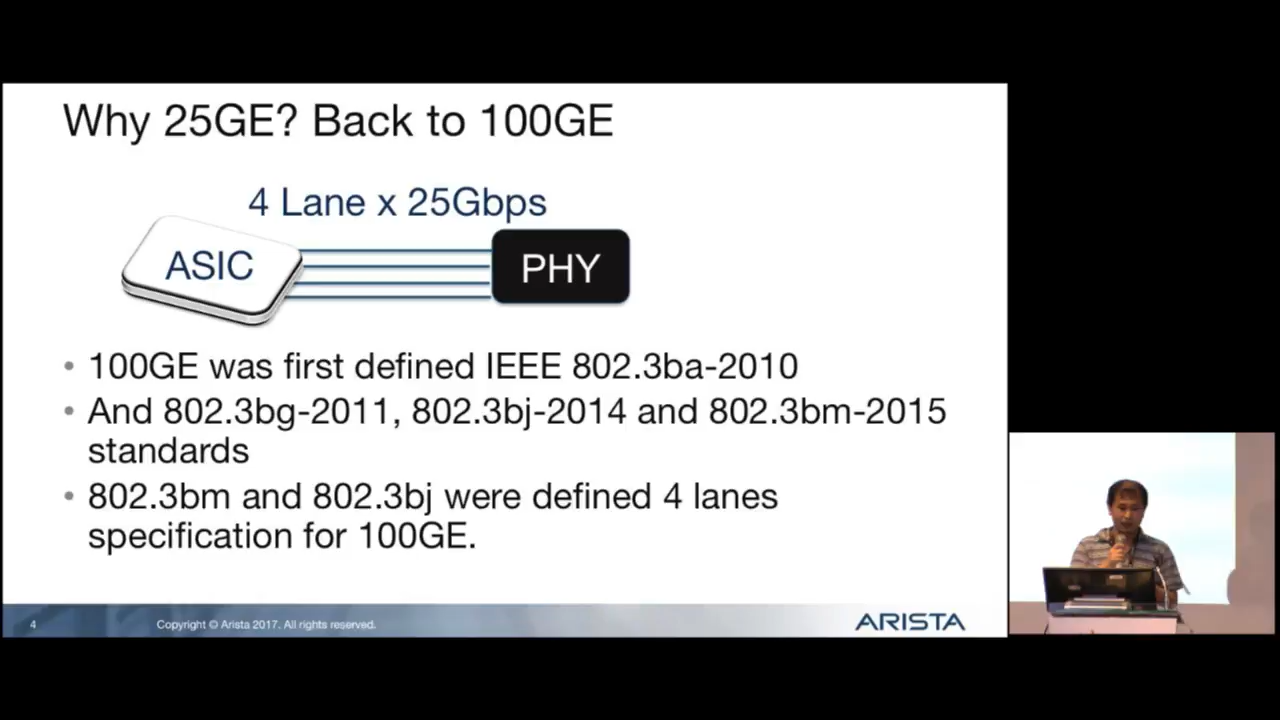 Why 25GE? Back to 100GE
4 Lane x 25Gbps
ASIC
PHY
• 100GE was first defined IEEE 802.3ba-2010
• And 802.3bg-2011, 802.3bj-2014 and 802.3bm-2015
standards
• 802.3bm and 802.3bj were defined 4 lanes
specification for 100GE.
4
Copyright © Arista 2017. All rights reserved.
ARISTA